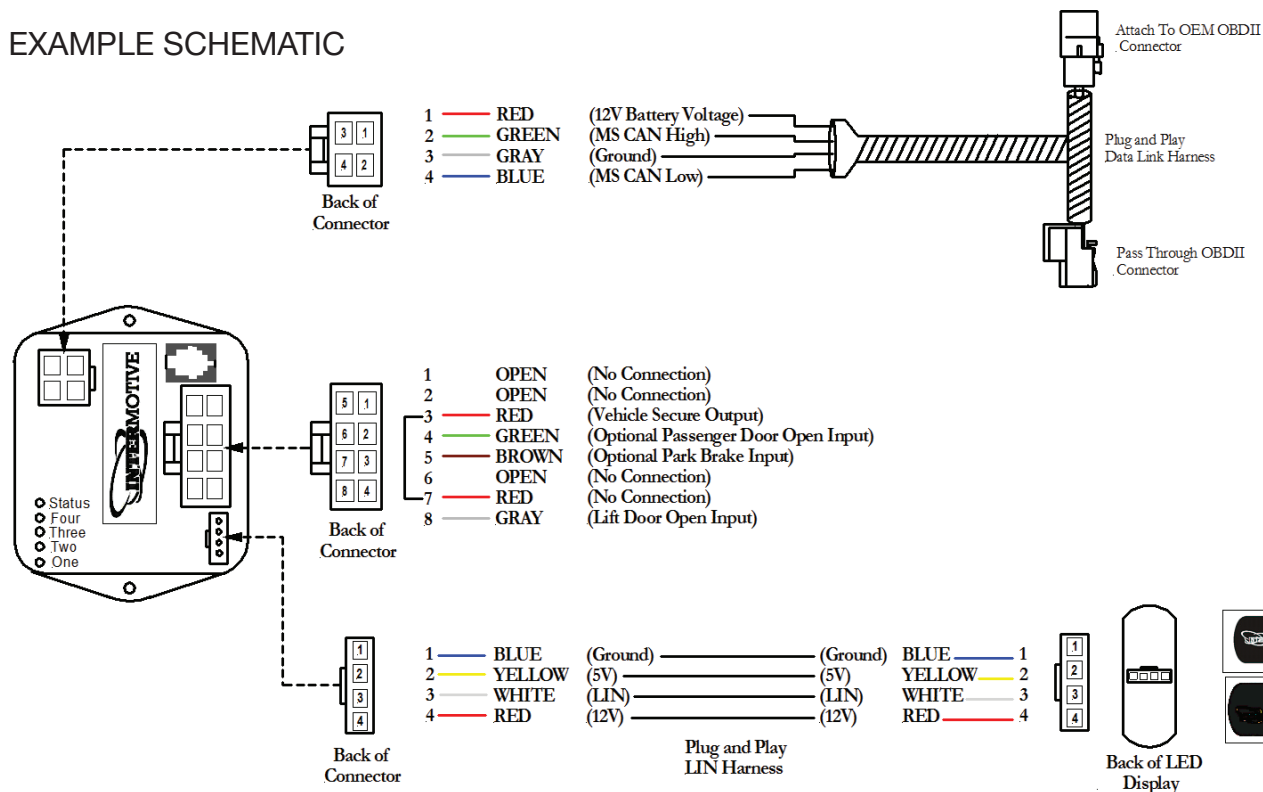 EXAMPLE SCHEMATIC
Attach To OEM OBDII
Connector
3 1
4 2
Back of
Connector
1 RED (12V Battery Voltage)
2 GREEN (MS CAN High)
3 GRAY (Ground)
4 BLUE (MS CAN Low)
Plug and Play
Data Link Harness
Pass Through OBDII
Connector
INTERMOTIVE
Status
Four
Three
Two
One
5 1
6 2
7 3
8 4
Back of
Connector
1 OPEN (No Connection)
2 OPEN (No Connection)
3 RED (Vehicle Secure Output)
4 GREEN (Optional Passenger Door Open Input)
5 BROWN (Optional Park Brake Input)
6 OPEN (No Connection)
7 RED (No Connection)
8 GRAY (Lift Door Open Input)
1
2
3
4
Back of
Connector
1 BLUE (Ground) (Ground) BLUE 1
2 YELLOW (5V) (5V) YELLOW 2
3 WHITE (LIN) (LIN) WHITE 3
4 RED (12V) (12V) RED 4
Plug and Play
LIN Harness
1
2
3
4
Back of LED
Display